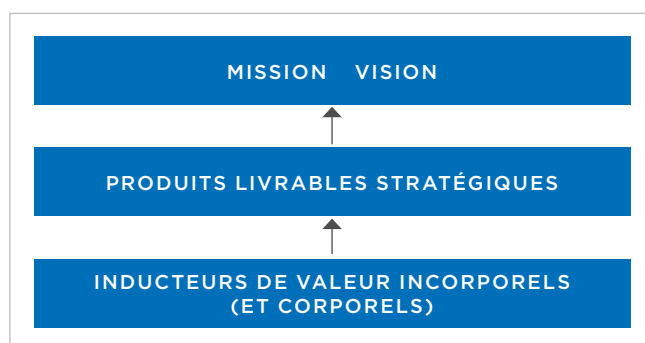 MISSION VISION
PRODUITS LIVRABLES STRATÉGIQUES
INDUCTEURS DE VALEUR INCORPORELS
(ET CORPORELS)